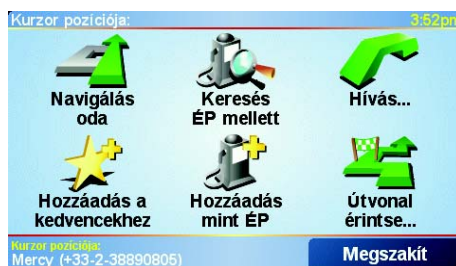 Kurzor pozíciója:
3:52pm
Navigálás
oda
Keresés
ÉP mellett
Hívás...
Hozzáadás a
kedvencekhez
Hozzáadás
mint ÉP
Útvonal
érintse...
Kurzor pozíciója:
Mercy (+33-2-38890805)
Megszakít